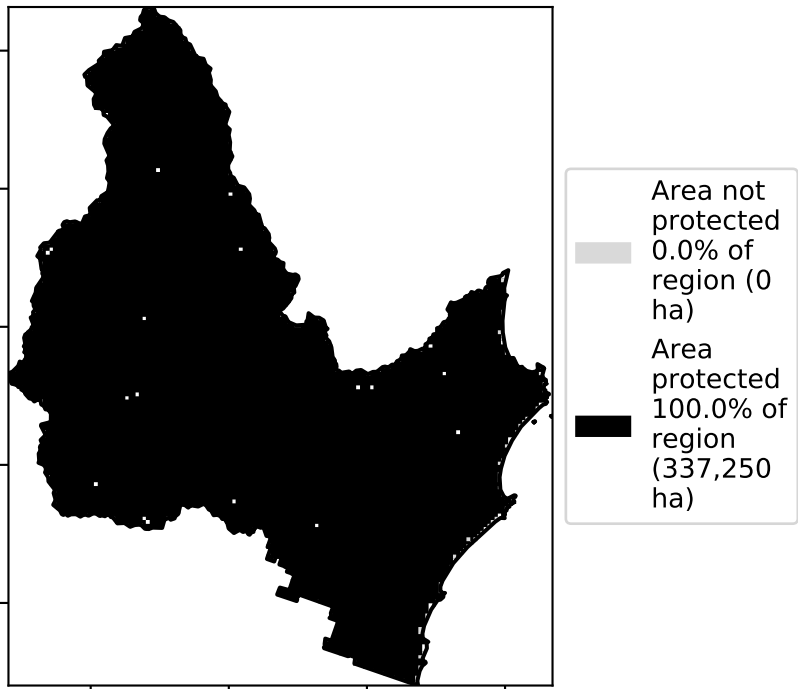 Area not
protected
0.0% of
region (0
ha)
Area
protected
100.0% of
region
(337,250
ha)